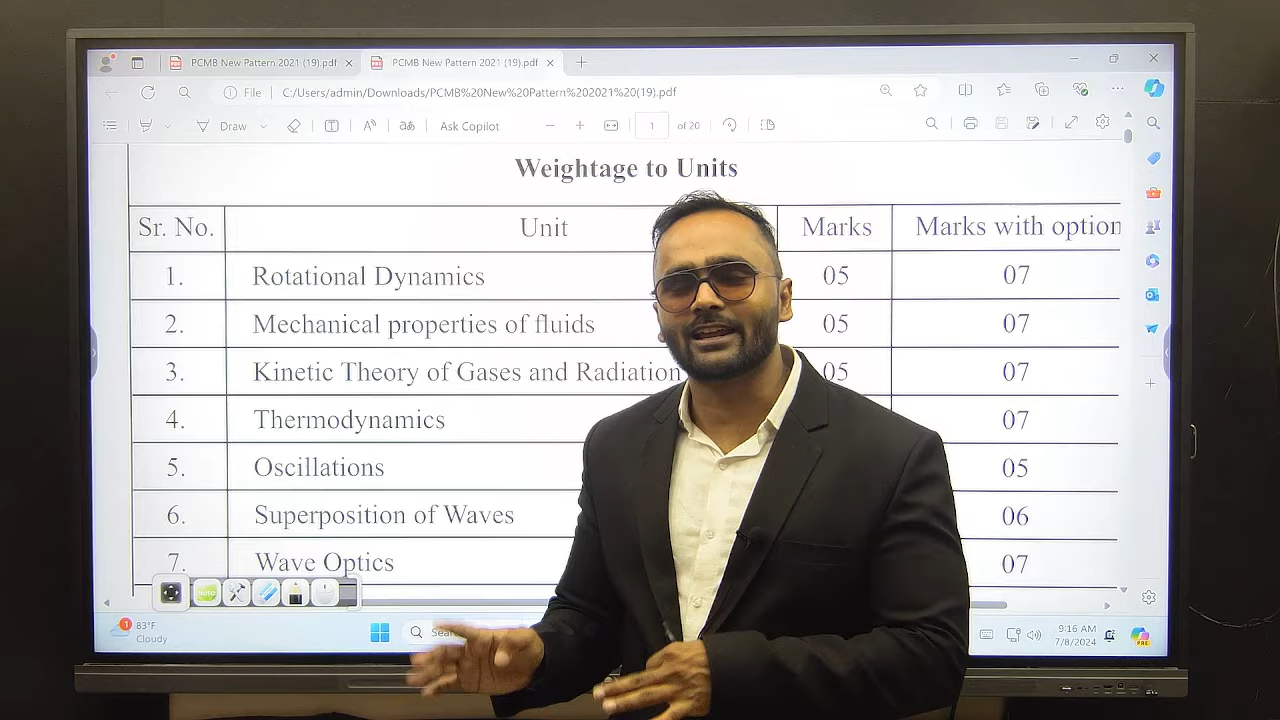 PCMB New Pattern 2021 (19).pdf
PCMB New Pattern 2021 (19).pdf
File C:/Users/admin/Downloads/PCMB%20New%20Pattern%202021%20(19).pdf
Draw
aあ
Ask Copilot
1 of 20
Weightage to Units
Sr. No. Unit Marks Marks with option
1. Rotational Dynamics 05 07
2. Mechanical properties of fluids 05 07
3. Kinetic Theory of Gases and Radiation 05 07
4. Thermodynamics 07
5. Oscillations 05
6. Superposition of Waves 06
7. Wave Optics 07
1 83°F
Cloudy
9:16 AM
7/8/2024
PRE